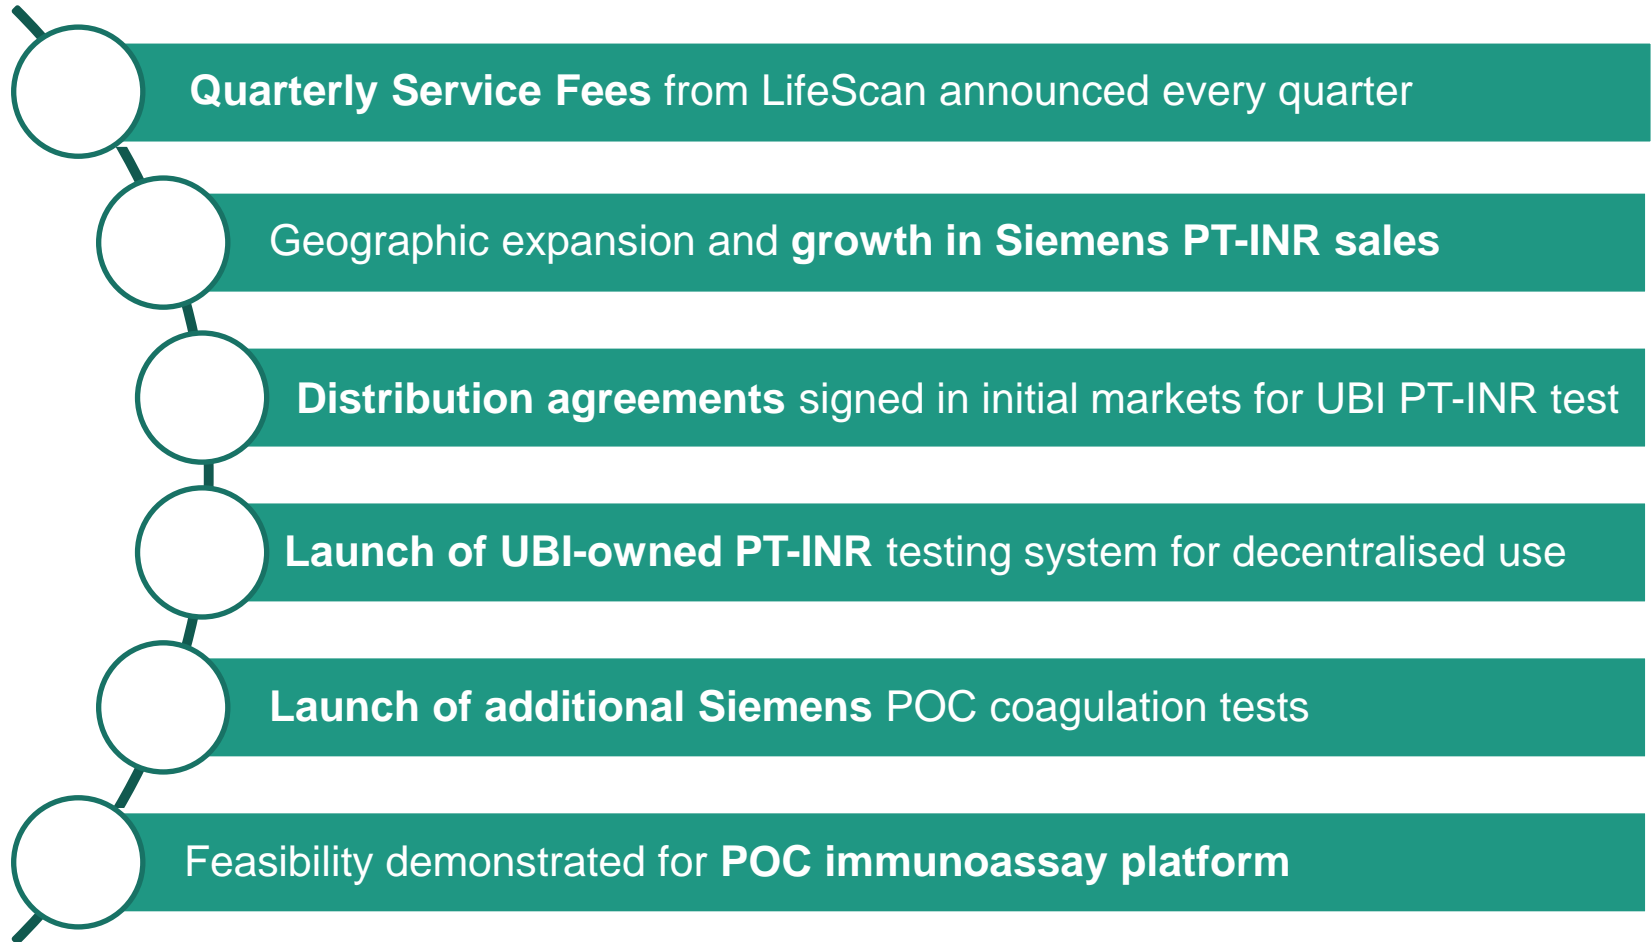 Quarterly Service Fees from LifeScan announced every quarter
Geographic expansion and growth in Siemens PT-INR sales
Distribution agreements signed in initial markets for UBI PT-INR test
Launch of UBI-owned PT-INR testing system for decentralised use
Launch of additional Siemens POC coagulation tests
Feasibility demonstrated for POC immunoassay platform